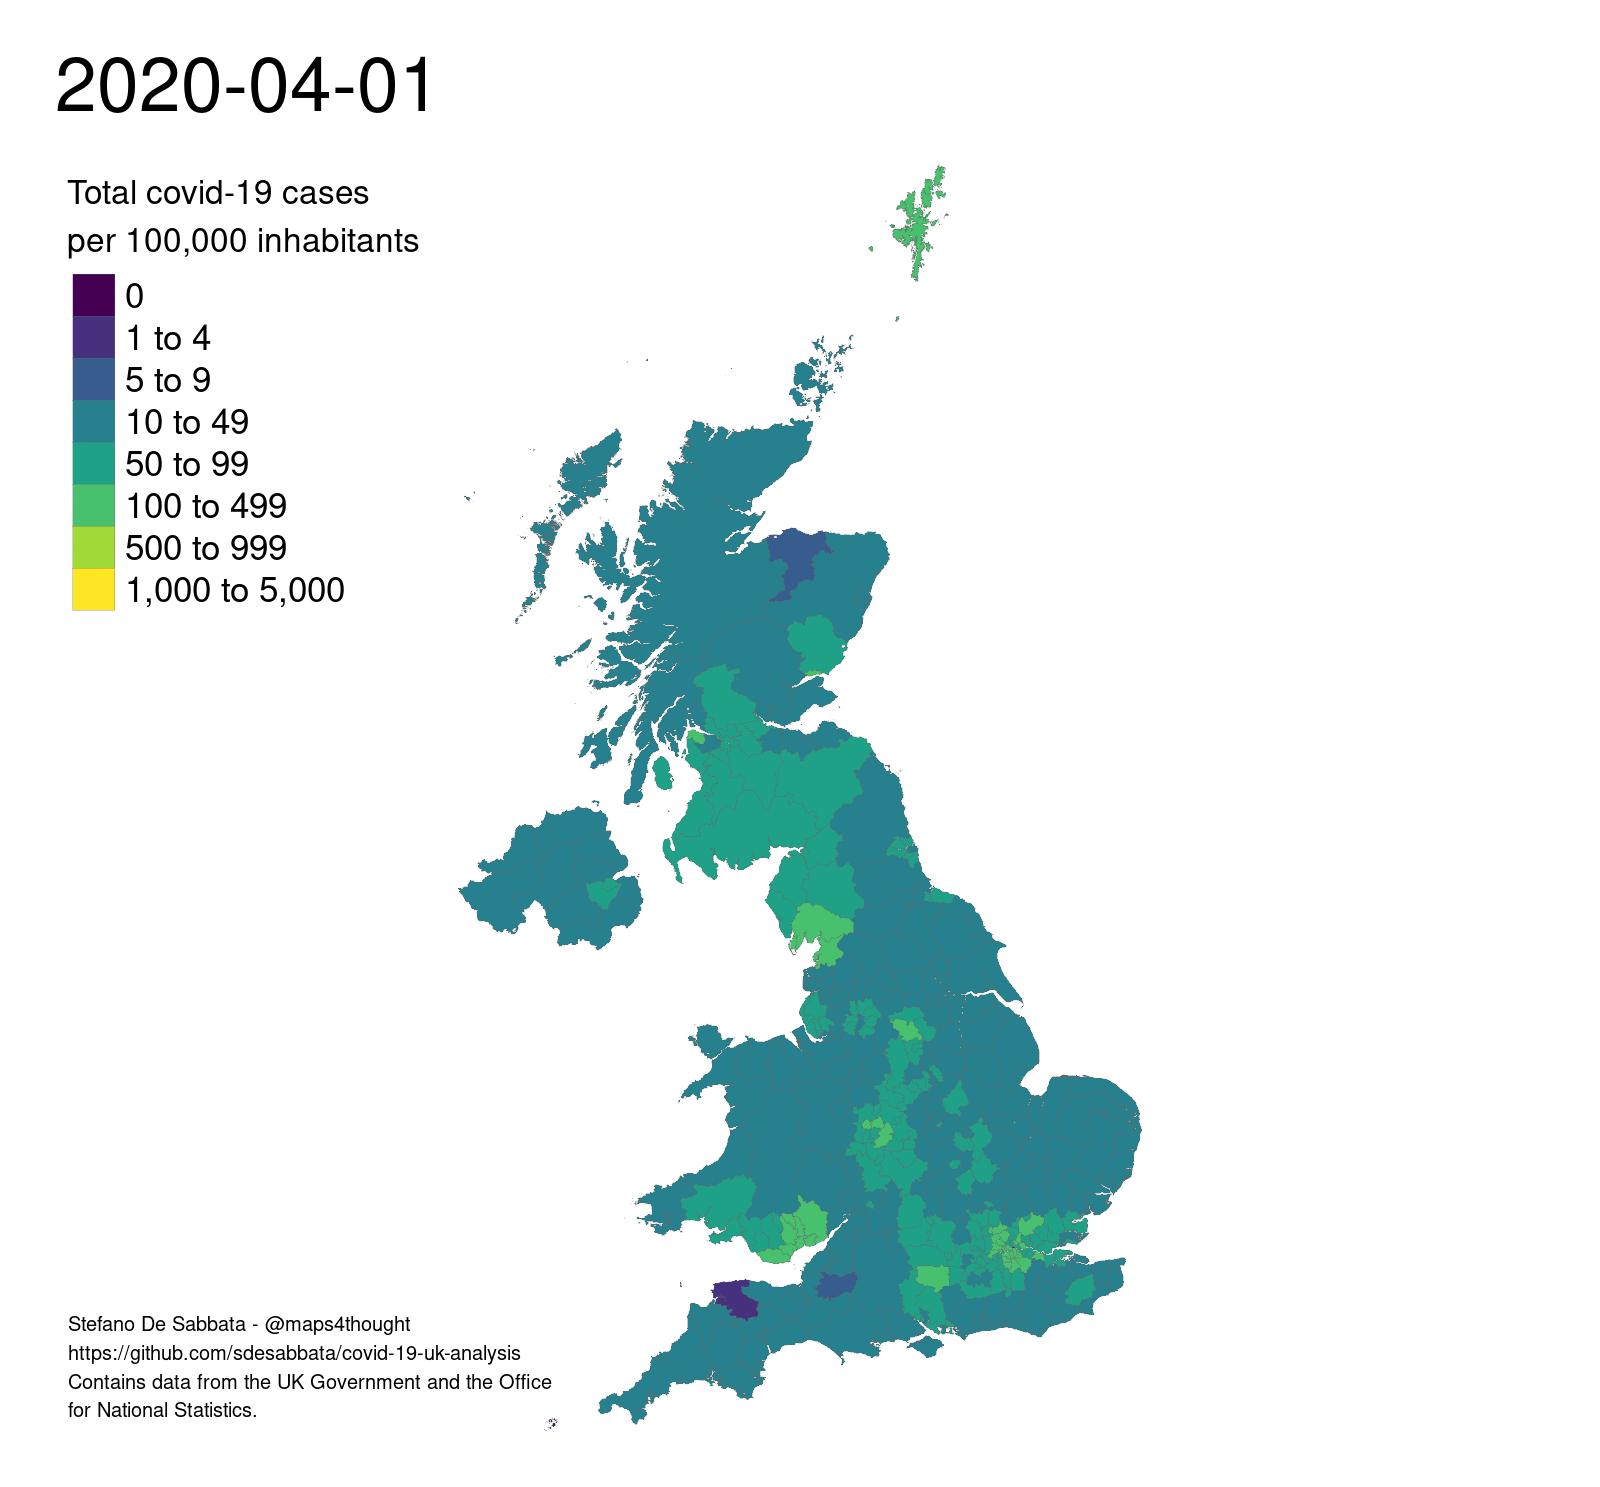 2020-04-01
Total covid-19 cases
per 100,000 inhabitants
0
1 to 4
5 to 9
10 to 49
50 to 99
100 to 499
500 to 999
1,000 to 5,000
Stefano De Sabbata - @maps4thought
https://github.com/sdesabbata/covid-19-uk-analysis
Contains data from the UK Government and the Office
for National Statistics.